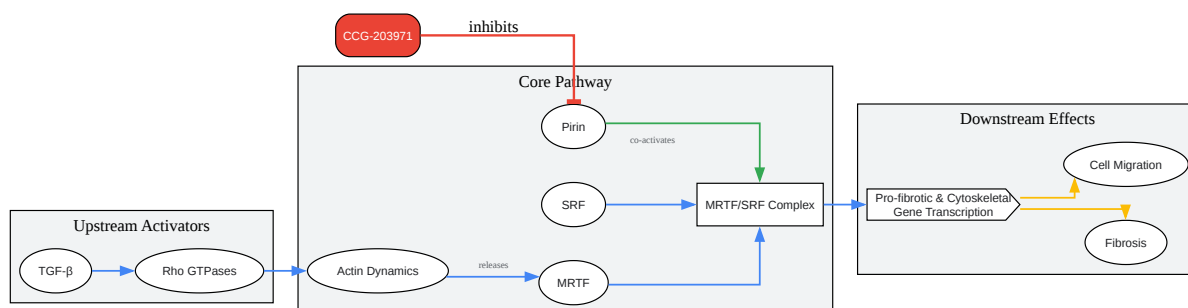 CCG-203971
inhibits
Core Pathway
Pirin
co-activates
SRF
MRTF/SRF Complex
Upstream Activators
TGF-β
Rho GTPases
Actin Dynamics
releases
MRTF
Downstream Effects
Cell Migration
Pro-fibrotic & Cytoskeletal
Gene Transcription
Fibrosis